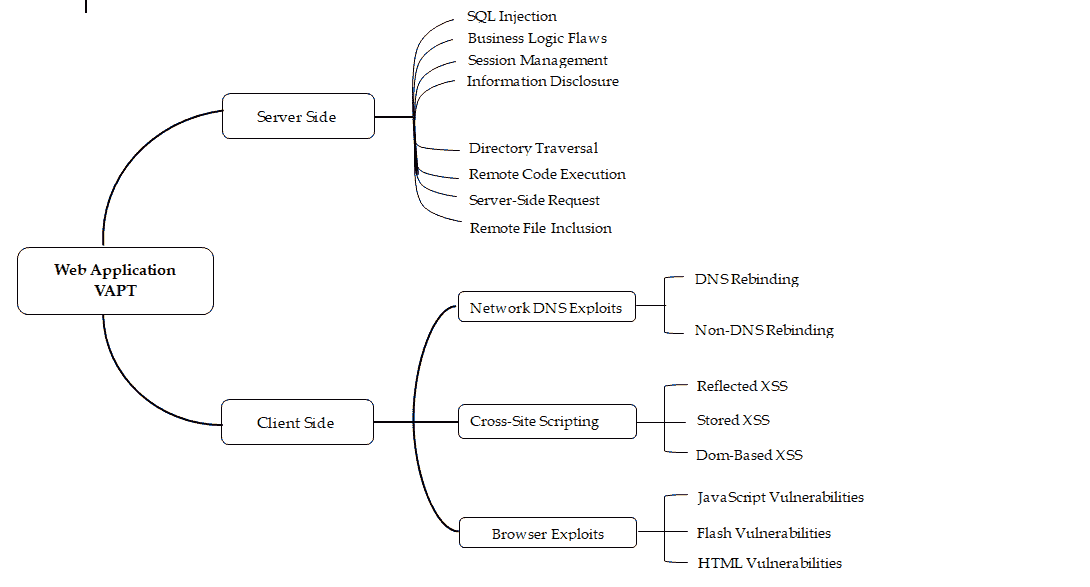 SQL Injection
Business Logic Flaws
Session Management
Information Disclosure
Server Side
Directory Traversal
Remote Code Execution
Server-Side Request
Remote File Inclusion
Web Application
VAPT
DNS Rebinding
Network DNS Exploits
Non-DNS Rebinding
Reflected XSS
Client Side
Cross-Site Scripting
Stored XSS
Dom-Based XSS
JavaScript Vulnerabilities
Browser Exploits
Flash Vulnerabilities
HTML Vulnerabilities